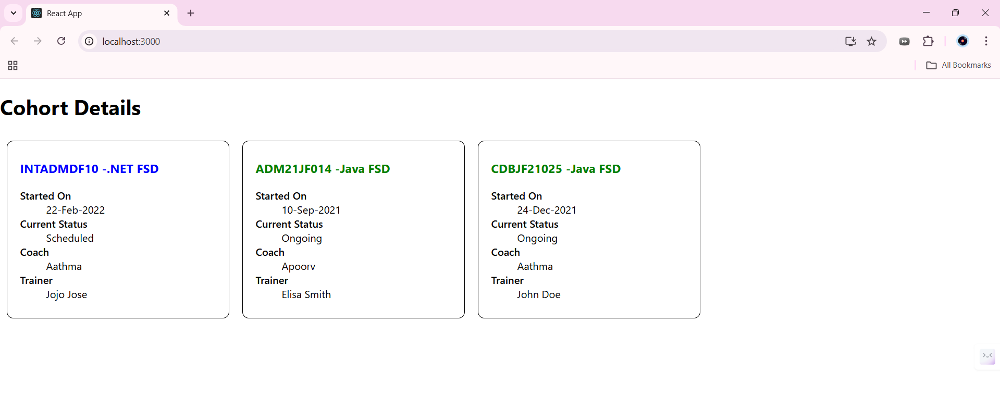 React App
localhost:3000
All Bookmarks
Cohort Details
INTADMDF10 -.NET FSD
Started On
22-Feb-2022
Current Status
Scheduled
Coach
Aathma
Trainer
Jojo Jose
ADM21JF014 -Java FSD
Started On
10-Sep-2021
Current Status
Ongoing
Coach
Apoorv
Trainer
Elisa Smith
CDBJF21025 -Java FSD
Started On
24-Dec-2021
Current Status
Ongoing
Coach
Aathma
Trainer
John Doe